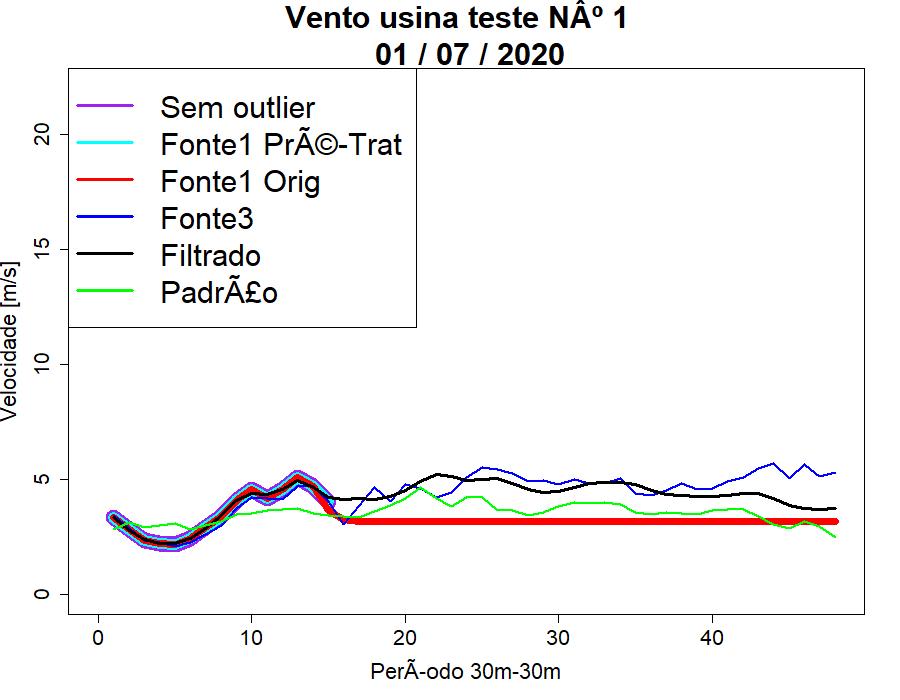 Vento usina teste NÂº 1
01 / 07 / 2020
Sem outlier
Fonte1 PrÃ©-Trat
Fonte1 Orig
Fonte3
Filtrado
PadrÃ£o
Velocidade [m/s]
20
15
10
5
0
0 10 20 30 40
PerÃ-odo 30m-30m